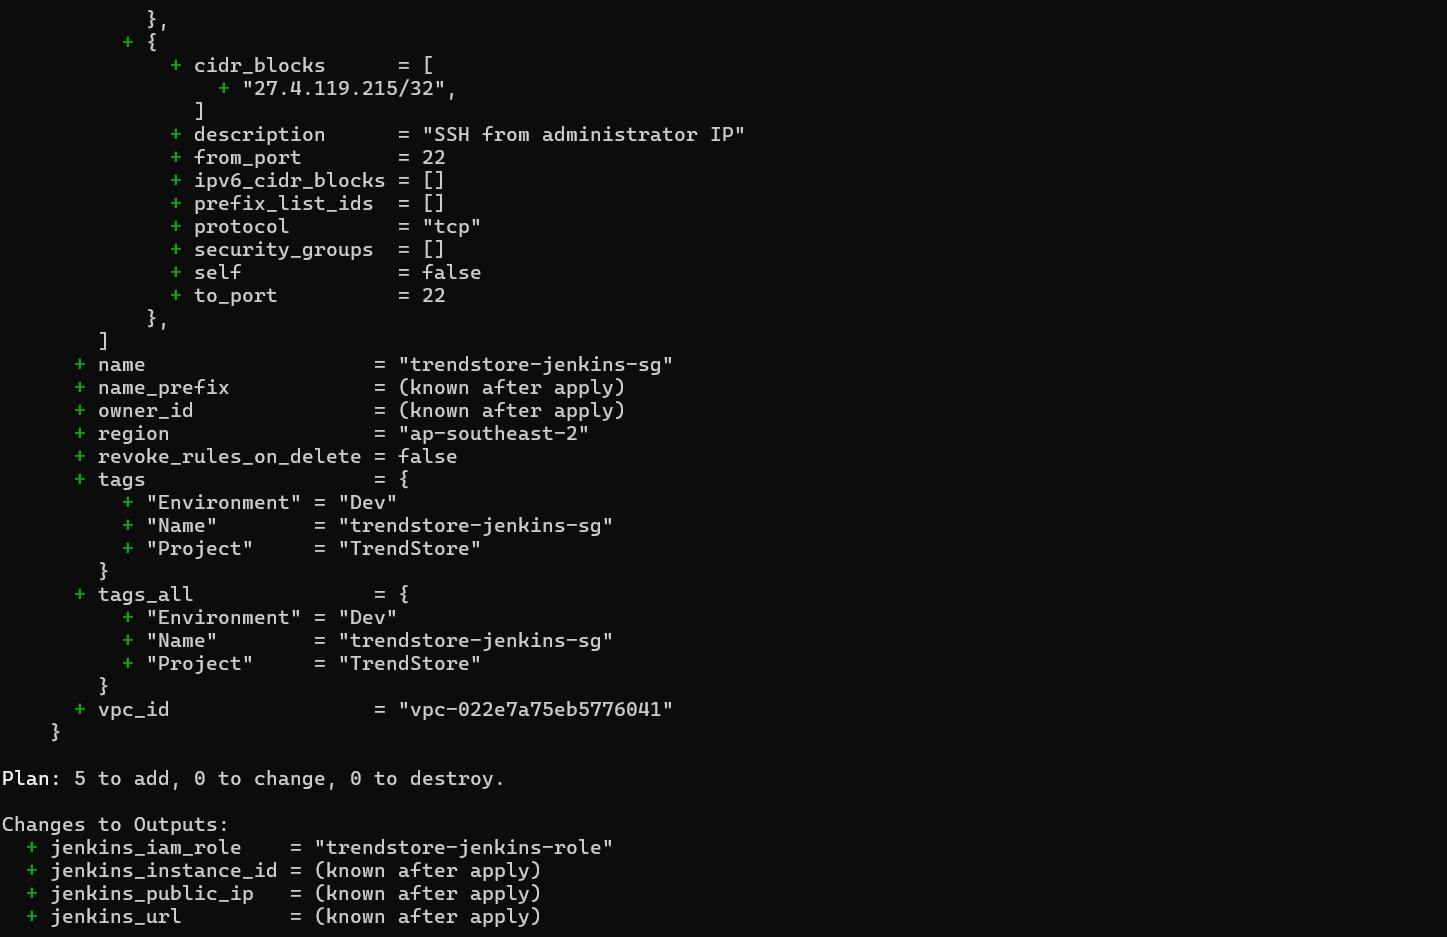 },
          + {
              + cidr_blocks      = [
                  + "27.4.119.215/32",
                ]
              + description      = "SSH from administrator IP"
              + from_port        = 22
              + ipv6_cidr_blocks = []
              + prefix_list_ids  = []
              + protocol         = "tcp"
              + security_groups  = []
              + self             = false
              + to_port          = 22
            },
        ]
      + name                   = "trendstore-jenkins-sg"
      + name_prefix            = (known after apply)
      + owner_id               = (known after apply)
      + region                 = "ap-southeast-2"
      + revoke_rules_on_delete = false
      + tags                   = {
          + "Environment" = "Dev"
          + "Name"        = "trendstore-jenkins-sg"
          + "Project"     = "TrendStore"
        }
      + tags_all               = {
          + "Environment" = "Dev"
          + "Name"        = "trendstore-jenkins-sg"
          + "Project"     = "TrendStore"
        }
      + vpc_id                 = "vpc-022e7a75eb5776041"
    }

Plan: 5 to add, 0 to change, 0 to destroy.

Changes to Outputs:
  + jenkins_iam_role    = "trendstore-jenkins-role"
  + jenkins_instance_id = (known after apply)
  + jenkins_public_ip   = (known after apply)
  + jenkins_url         = (known after apply)